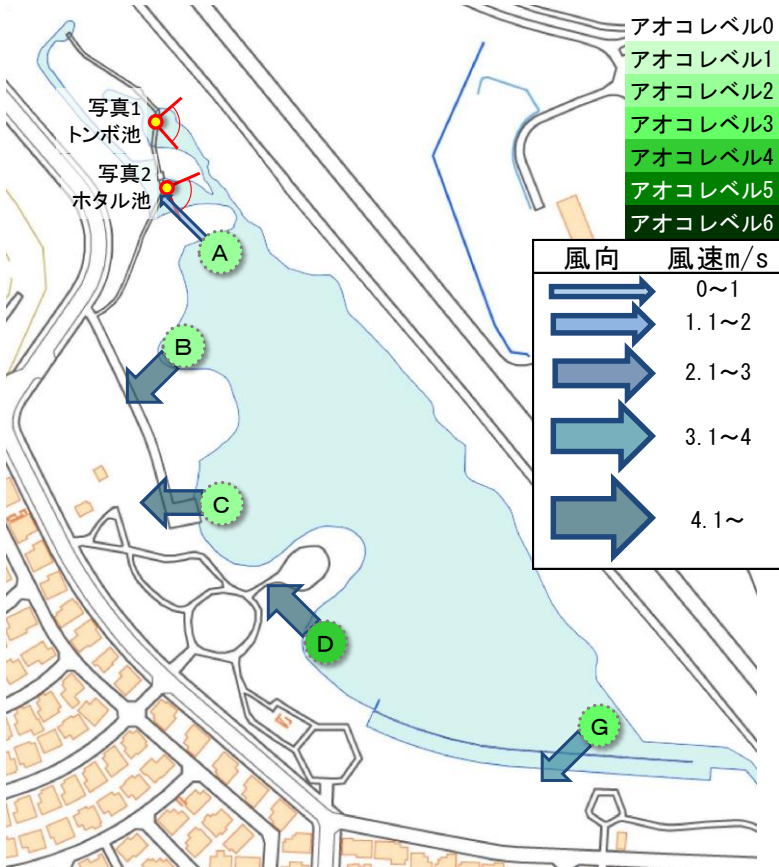 アオコレベル0
アオコレベル1
アオコレベル2
アオコレベル3
アオコレベル4
アオコレベル5
アオコレベル6
写真1
トンボ池
写真2
ホタル池
風向 風速m/s
0～1
1.1～2
2.1～3
3.1～4
4.1～
A
B
C
D
G